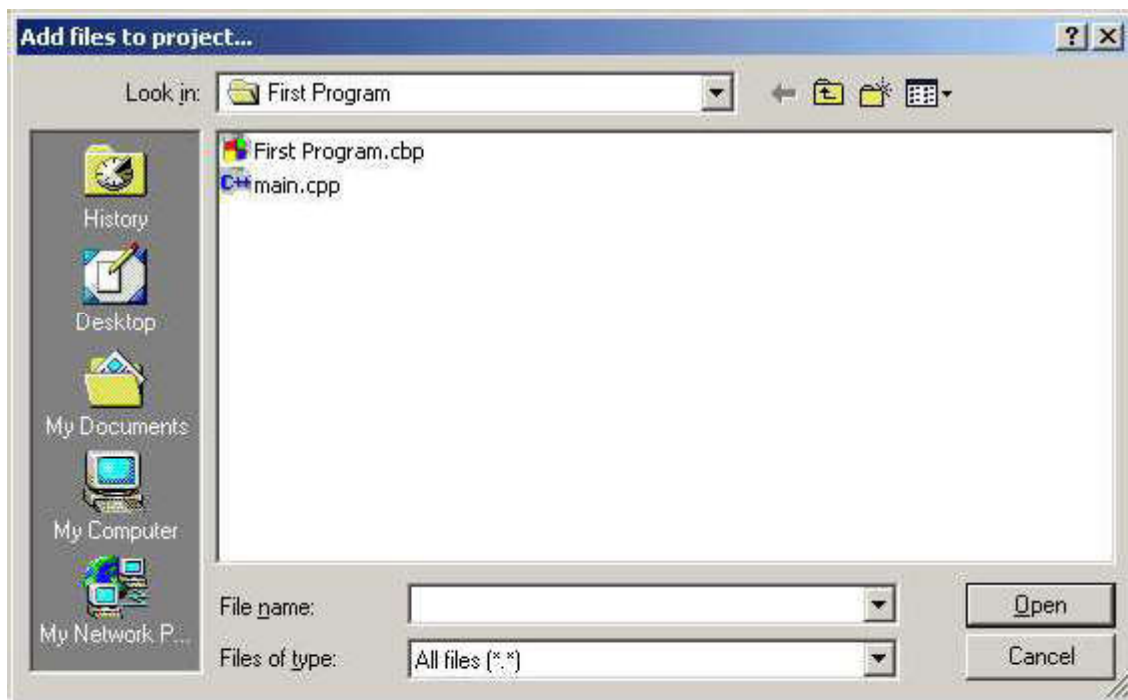 Add files to project...
Look in: First Program
First Program.cbp
C++ main.cpp
History
Desktop
My Documents
My Computer
My Network P...
File name:
Open
Files of type: All files (*.*)
Cancel